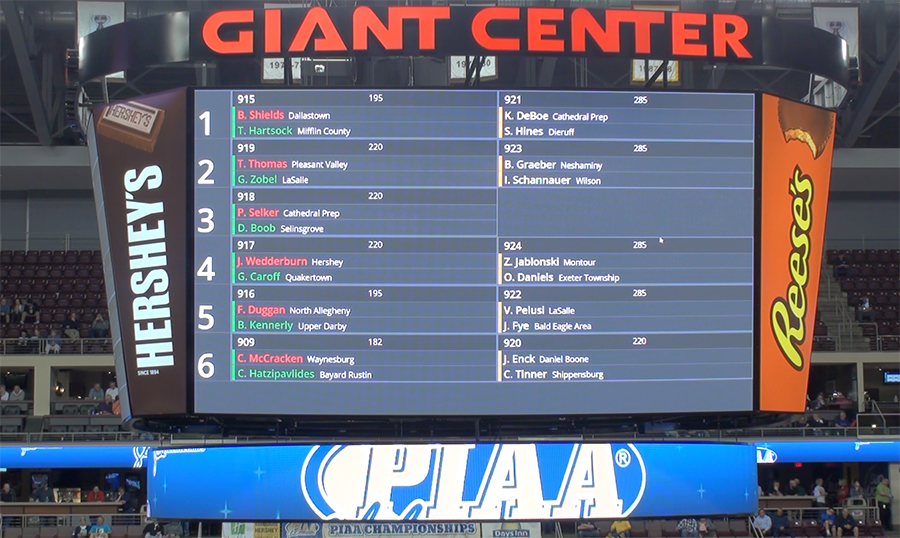 GIANT CENTER
HERSHEY'S
HERSHEY'S
SINCE 1894
Reese's
1
915 195
B. Shields Dallastown
T. Hartsock Mifflin County
921 285
K. DeBoe Cathedral Prep
S. Hines Dieruff
2
919 220
T. Thomas Pleasant Valley
G. Zobel LaSalle
923 285
B. Graeber Neshaminy
I. Schannauer Wilson
3
918 220
P. Selker Cathedral Prep
D. Boob Selinsgrove
4
917 220
J. Wedderburn Hershey
G. Caroff Quakertown
924 285
Z. Jablonski Montour
O. Daniels Exeter Township
5
916 195
F. Duggan North Allegheny
B. Kennerly Upper Darby
922 285
V. Pelusi LaSalle
J. Fye Bald Eagle Area
6
909 182
C. McCracken Waynesburg
C. Hatzipavlides Bayard Rustin
920 220
J. Enck Daniel Boone
C. Tinner Shippensburg
PIAA®
PIAA CHAMPIONSHIPS
Days Inn